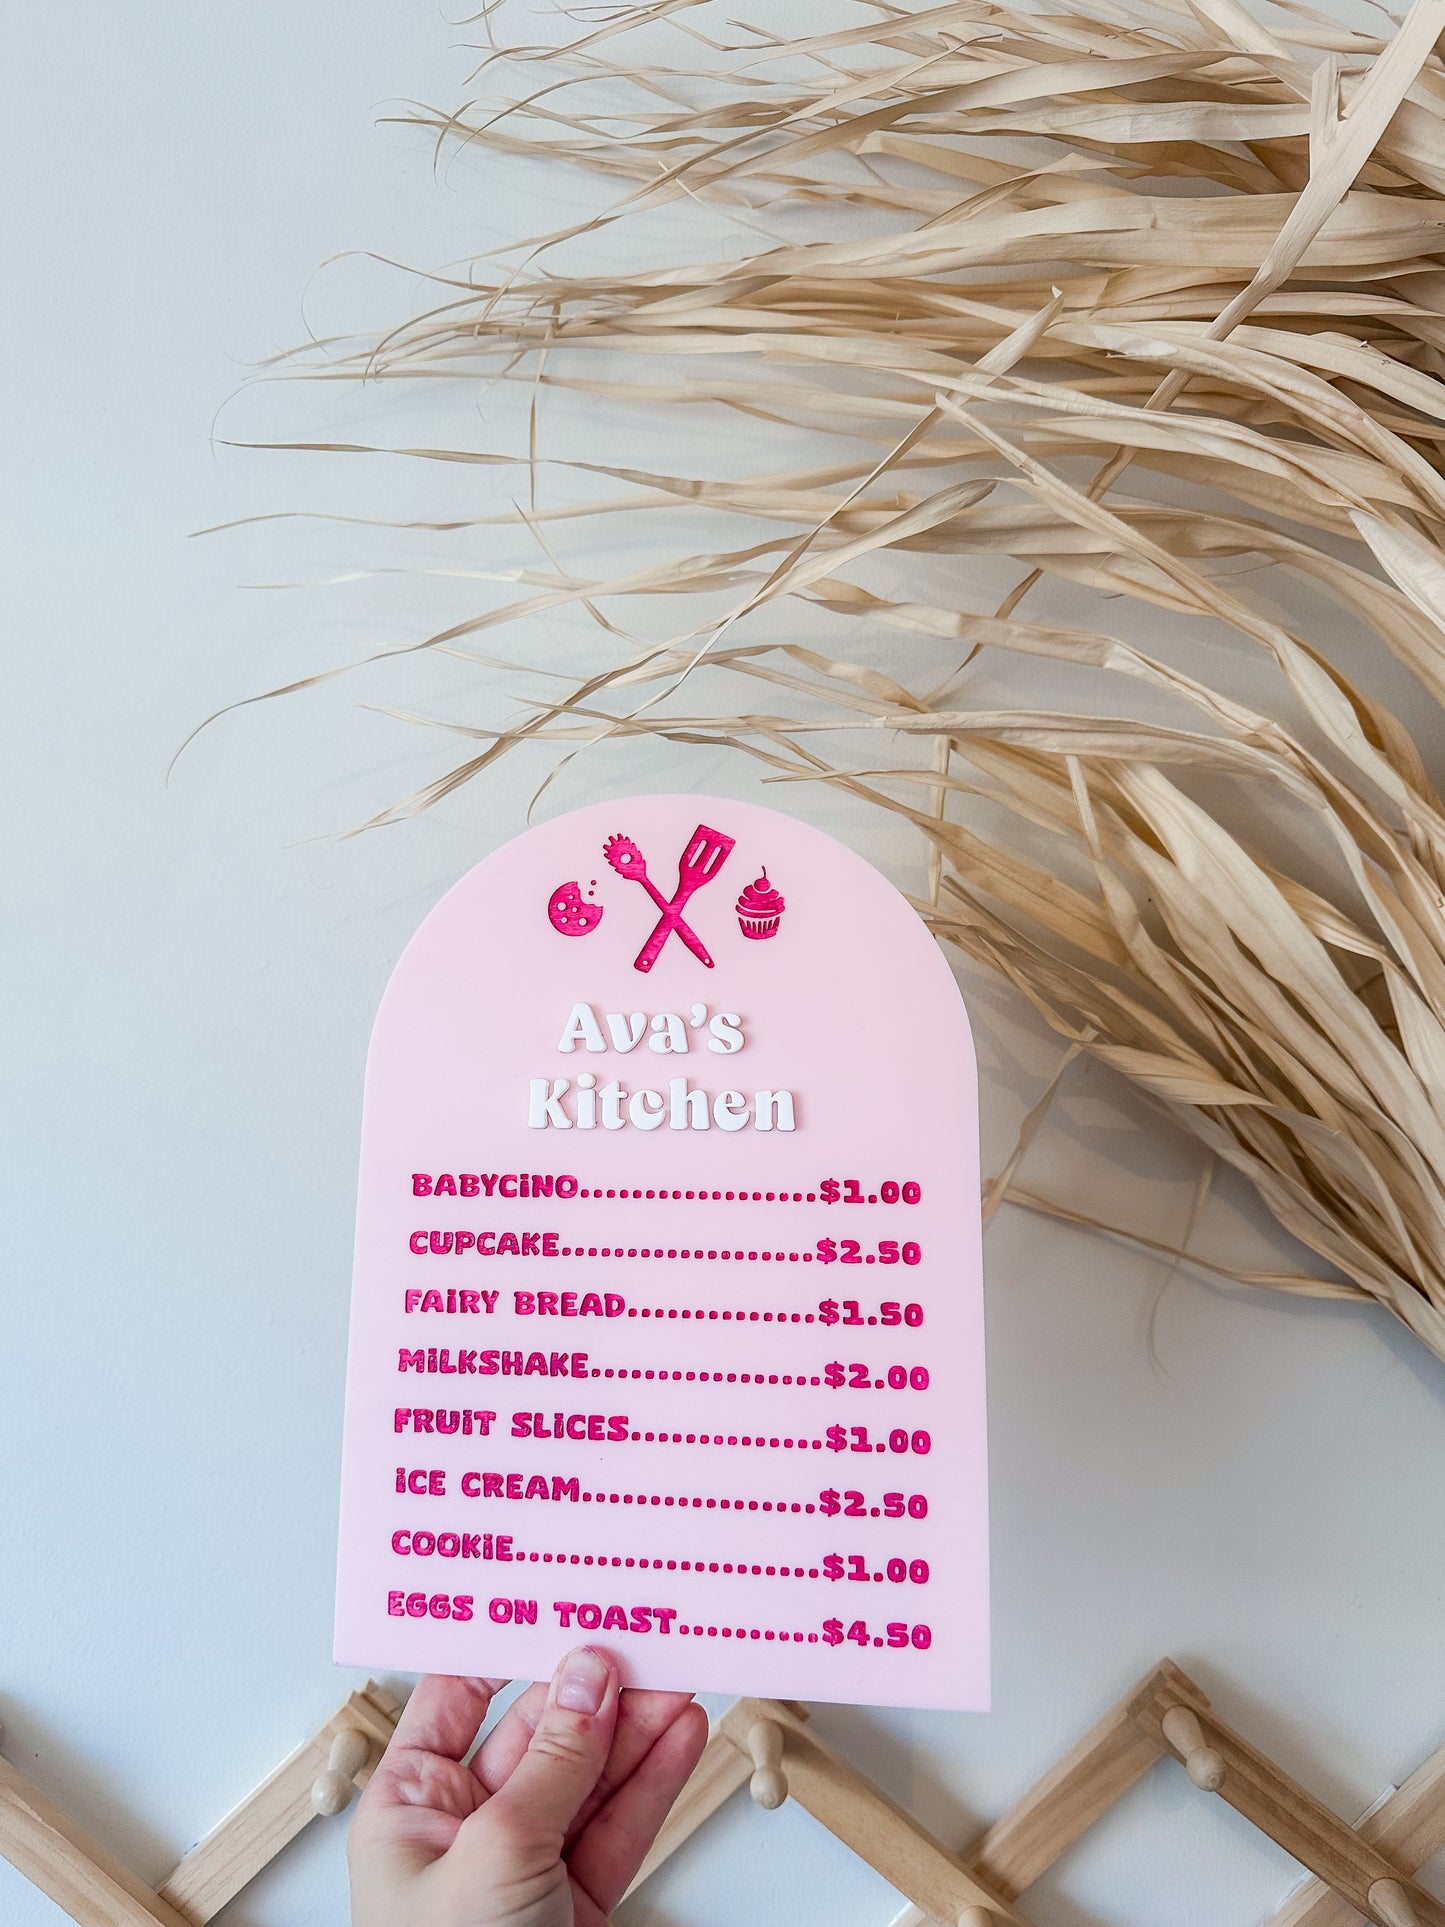 Ava's
Kitchen
BABYCiNO..................$1.00
CUPCAKE...................$2.50
FAiRY BREAD..............$1.50
MiLKSHAKE.................$2.00
FRUiT SLiCES..............$1.00
iCE CREAM.................$2.50
COOKiE.......................$1.00
EGGS ON TOAST..........$4.50